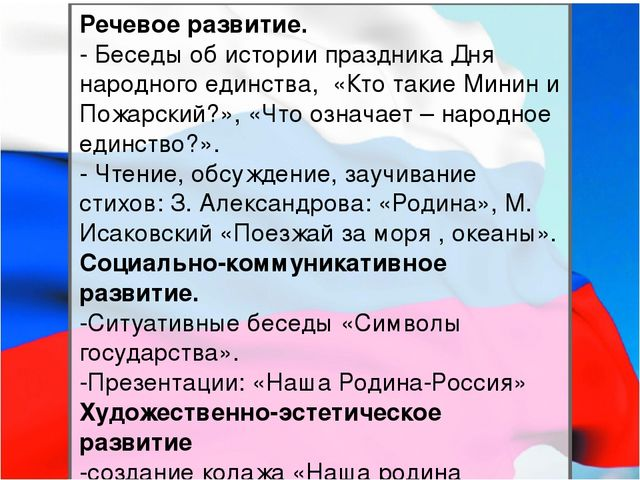 Речевое развитие.
- Беседы об истории праздника Дня
народного единства, «Кто такие Минин и
Пожарский?», «Что означает – народное
единство?».
- Чтение, обсуждение, заучивание
стихов: З. Александрова: «Родина», М.
Исаковский «Поезжай за моря , океаны».
Социально-коммуникативное
развитие.
-Ситуативные беседы «Символы
государства».
-Презентации: «Наша Родина-Россия»
Художественно-эстетическое
развитие
-создание колажа «Наша родина